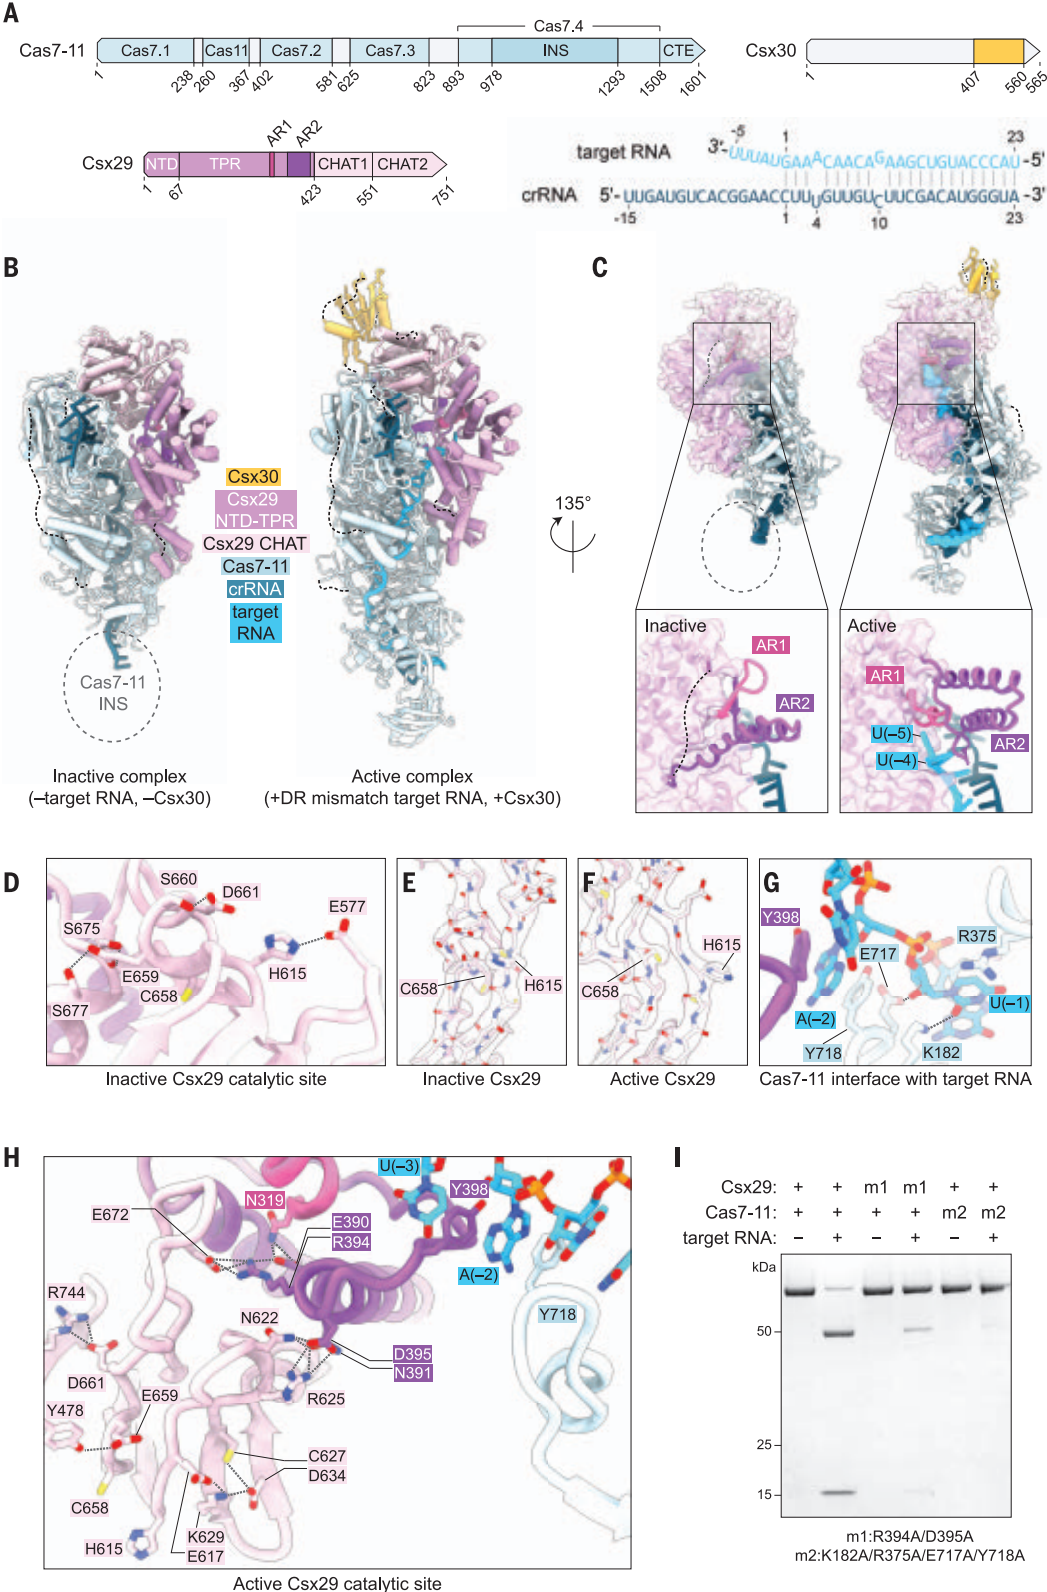 A
Cas7.4
Cas7-11
Cas7.1
Cas11
Cas7.2
Cas7.3
INS
CTE
1
238
260
367
402
581
625
823
893
978
1293
1508
1601
Csx30
1
407
560
565
AR1
AR2
Csx29
NTD
TPR
CHAT1
CHAT2
1
67
423
551
751
-5
1
23
target RNA
3'-UUUAUGAAAACAACAGAAGCUGUACCCAU-5'
crRNA
5'-UUGAUGUCACGGAACCUUUGUUGUCUUCGACAUGGGUA-3'
-15
1
4
10
23
B
Csx30
Csx29
NTD-TPR
Csx29 CHAT
Cas7-11
crRNA
target
RNA
Cas7-11
INS
Inactive complex
(–target RNA, –Csx30)
Active complex
(+DR mismatch target RNA, +Csx30)
135°
C
Inactive
AR1
AR2
Active
AR1
U(–5)
U(–4)
AR2
D
S660
D661
E577
S675
E659
H615
C658
S677
Inactive Csx29 catalytic site
E
C658
H615
Inactive Csx29
F
H615
C658
Active Csx29
G
Y398
E717
R375
A(–2)
U(–1)
Y718
K182
Cas7-11 interface with target RNA
H
U(–3)
N319
Y398
E672
E390
R394
A(–2)
R744
N622
Y718
D395
N391
D661
R625
E659
Y478
C627
D634
C658
K629
H615
E617
Active Csx29 catalytic site
I
Csx29: + + m1 m1 + +
Cas7-11: + + + + m2 m2
target RNA: – + – + – +
kDa
50
25
15
m1:R394A/D395A
m2:K182A/R375A/E717A/Y718A